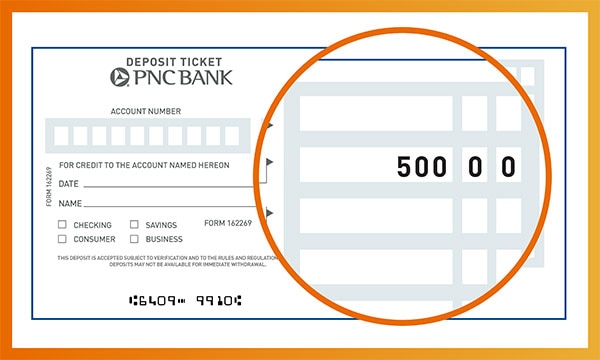 DEPOSIT TICKET
PNC BANK
ACCOUNT NUMBER
FOR CREDIT TO THE ACCOUNT NAMED HEREON
DATE
NAME
FORM 162269
CHECKING SAVINGS FORM 162269
CONSUMER BUSINESS
THIS DEPOSIT IS ACCEPTED SUBJECT TO VERIFICATION AND TO THE RULES AND REGULATION
DEPOSITS MAY NOT BE AVAILABLE FOR IMMEDIATE WITHDRAWAL.
⑆6409⑉ 9910⑆
500 0 0